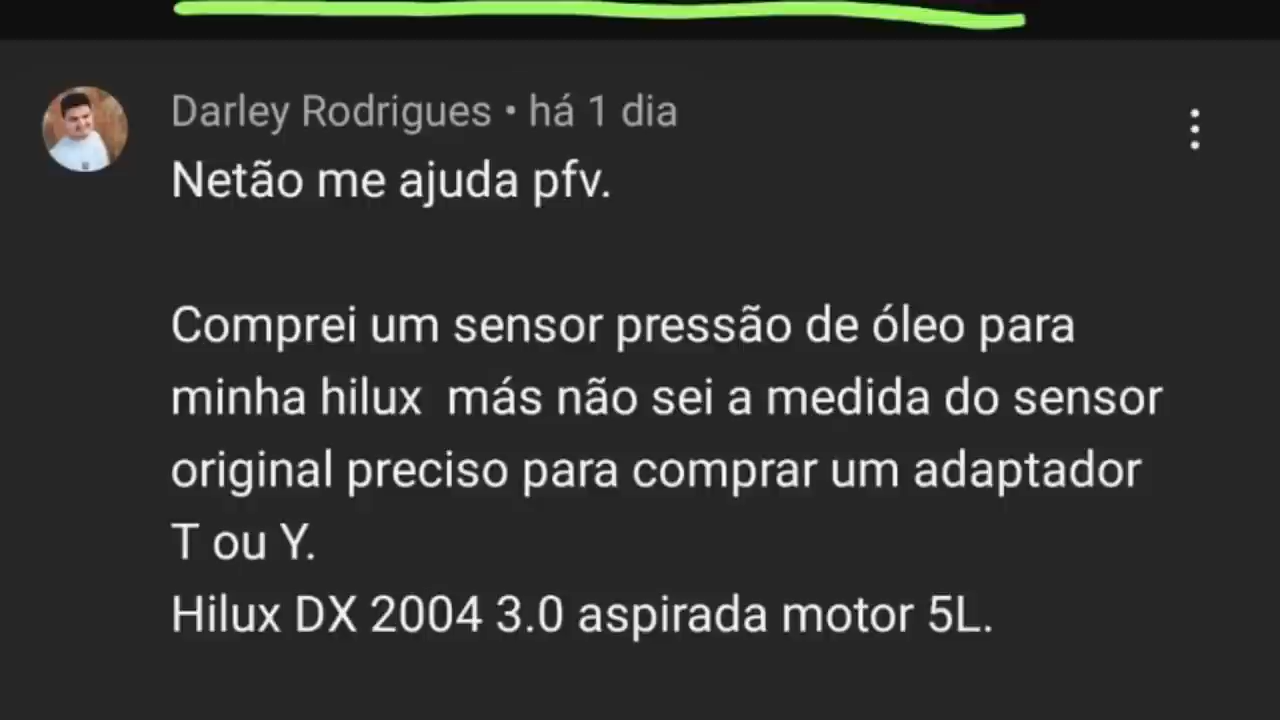 Darley Rodrigues • há 1 dia
Netão me ajuda pfv.
Comprei um sensor pressão de óleo para
minha hilux  más não sei a medida do sensor
original preciso para comprar um adaptador
T ou Y.
Hilux DX 2004 3.0 aspirada motor 5L.